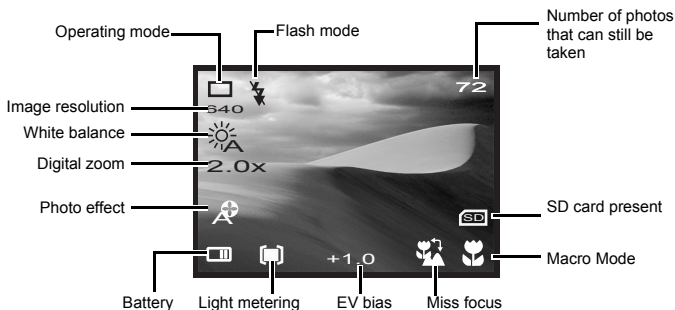 Operating mode
Flash mode
Number of photos
that can still be
taken
72
Image resolution
640
White balance
A
Digital zoom
2.0x
Photo effect
A
SD card present
SD
Macro Mode
+1.0
Battery
Light metering
EV bias
Miss focus